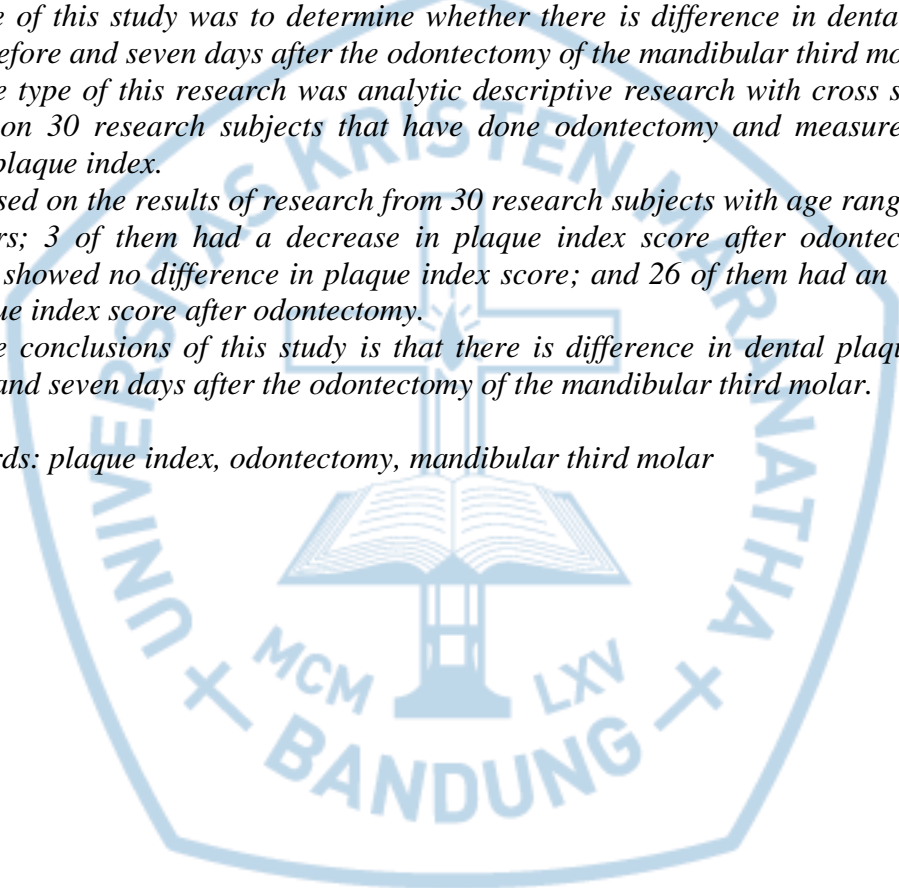 e of this study was to determine whether there is difference in denta
efore and seven days after the odontectomy of the mandibular third mo
e type of this research was analytic descriptive research with cross s
on 30 research subjects that have done odontectomy and measure
plaque index.
sed on the results of research from 30 research subjects with age rang
rs; 3 of them had a decrease in plaque index score after odontec
showed no difference in plaque index score; and 26 of them had an
ue index score after odontectomy.
e conclusions of this study is that there is difference in dental plaqu
and seven days after the odontectomy of the mandibular third molar.
rds: plaque index, odontectomy, mandibular third molar
UNIVERSITAS KRISTEN MARANATHA
MCM LXV
BANDUNG